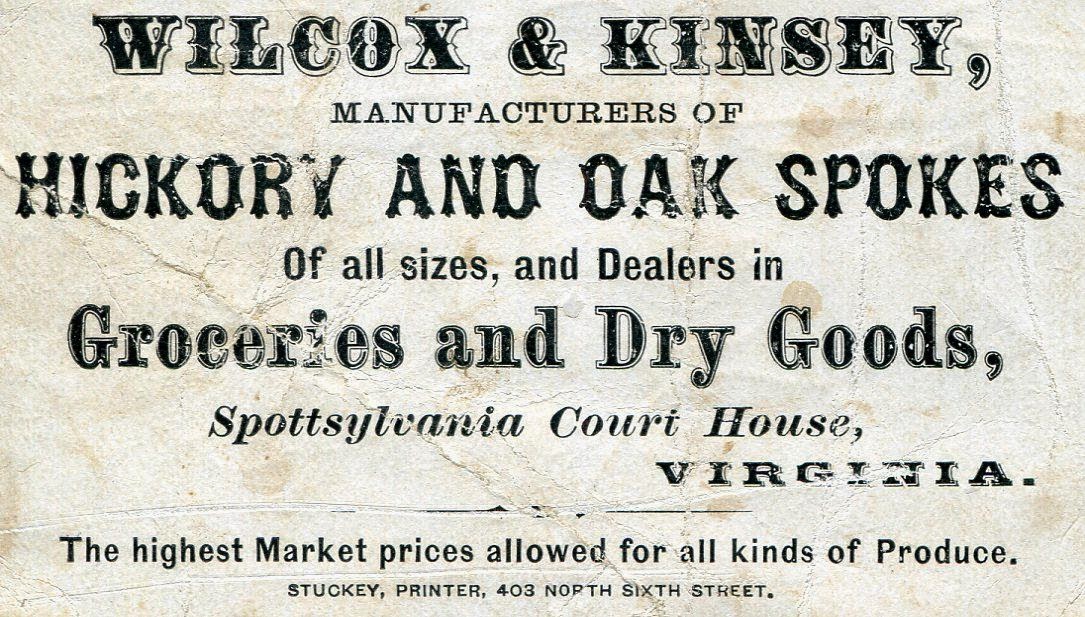 WILCOX & KINSEY,
MANUFACTURERS OF
HICKORY AND OAK SPOKES
Of all sizes, and Dealers in
Groceries and Dry Goods,
Spottsylvania Court House,
VIRGINIA.
The highest Market prices allowed for all kinds of Produce.
STUCKEY, PRINTER, 403 NORTH SIXTH STREET.